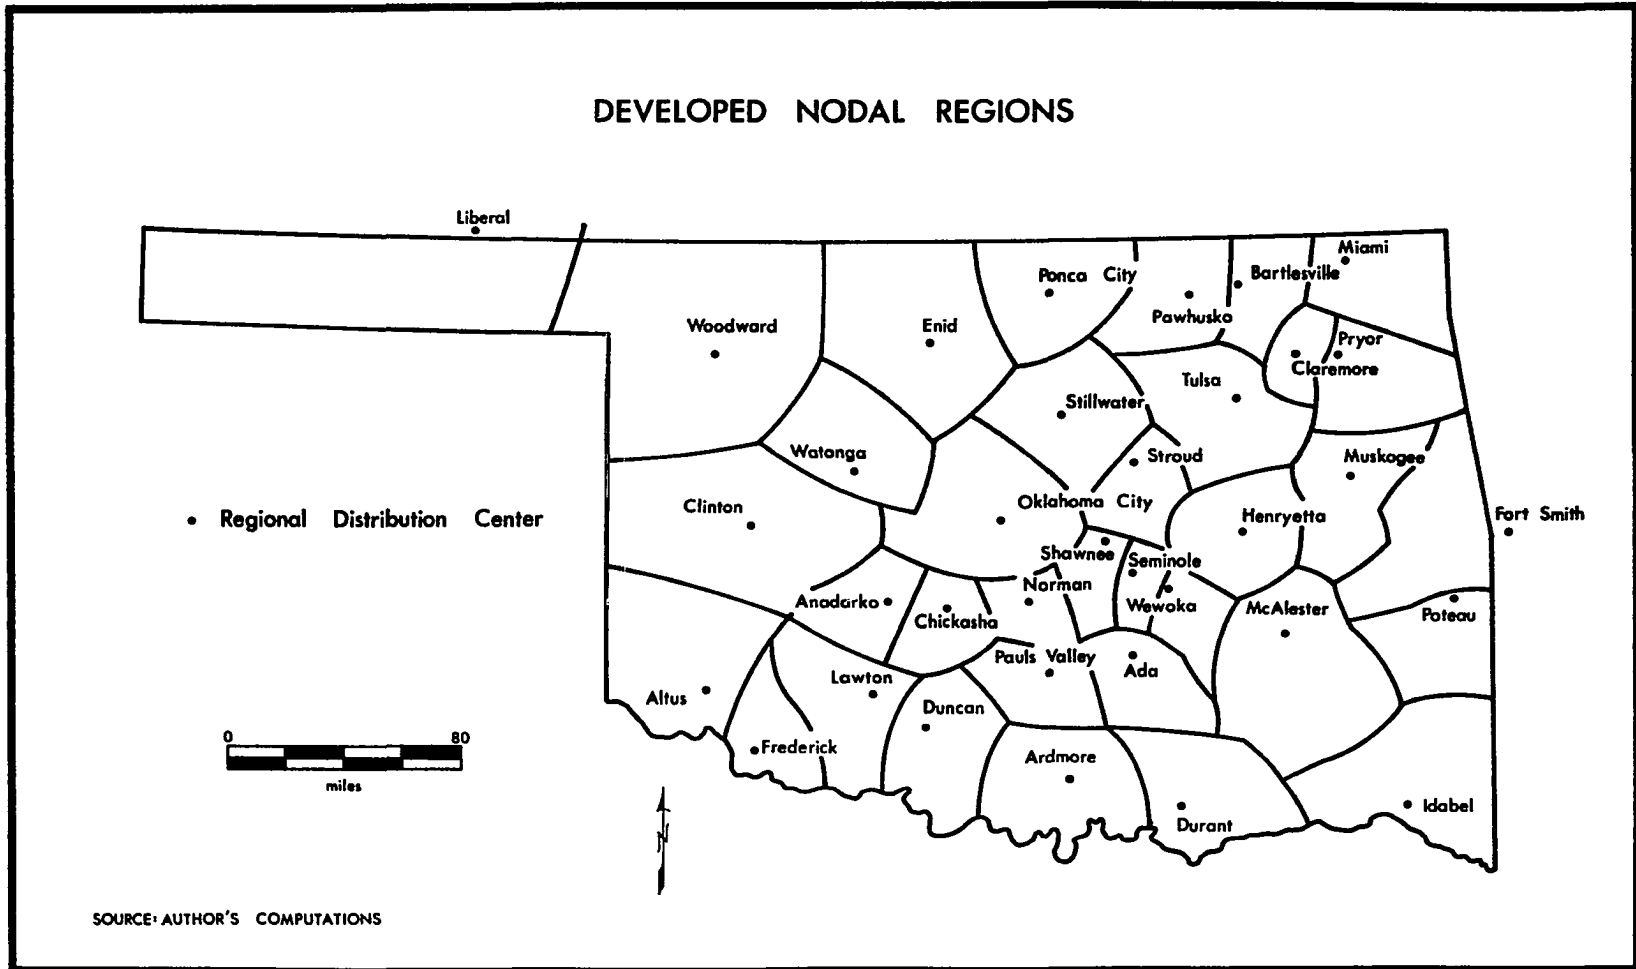 DEVELOPED NODAL REGIONS
Liberal
Miami
Ponca City
Bartlesville
Pawhuska
Woodward
Enid
Pryor
Claremore
Tulsa
Stillwater
Watonga
Stroud
Muskogee
Clinton
Oklahoma City
Henryetta
Fort Smith
Regional Distribution Center
Shawnee
Seminole
Norman
Anadarko
Wewoka
McAlester
Poteau
Chickasha
Pauls Valley
Ada
Lawton
Altus
Duncan
Frederick
Ardmore
0 80
miles
Idabel
Durant
N
SOURCE: AUTHOR'S COMPUTATIONS